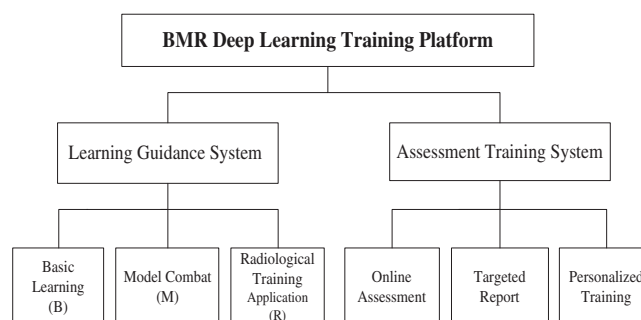 BMR Deep Learning Training Platform
Learning Guidance System
Assessment Training System
Basic
Learning
(B)
Model Combat
(M)
Radiological
Training
Application
(R)
Online
Assessment
Targeted
Report
Personalized
Training